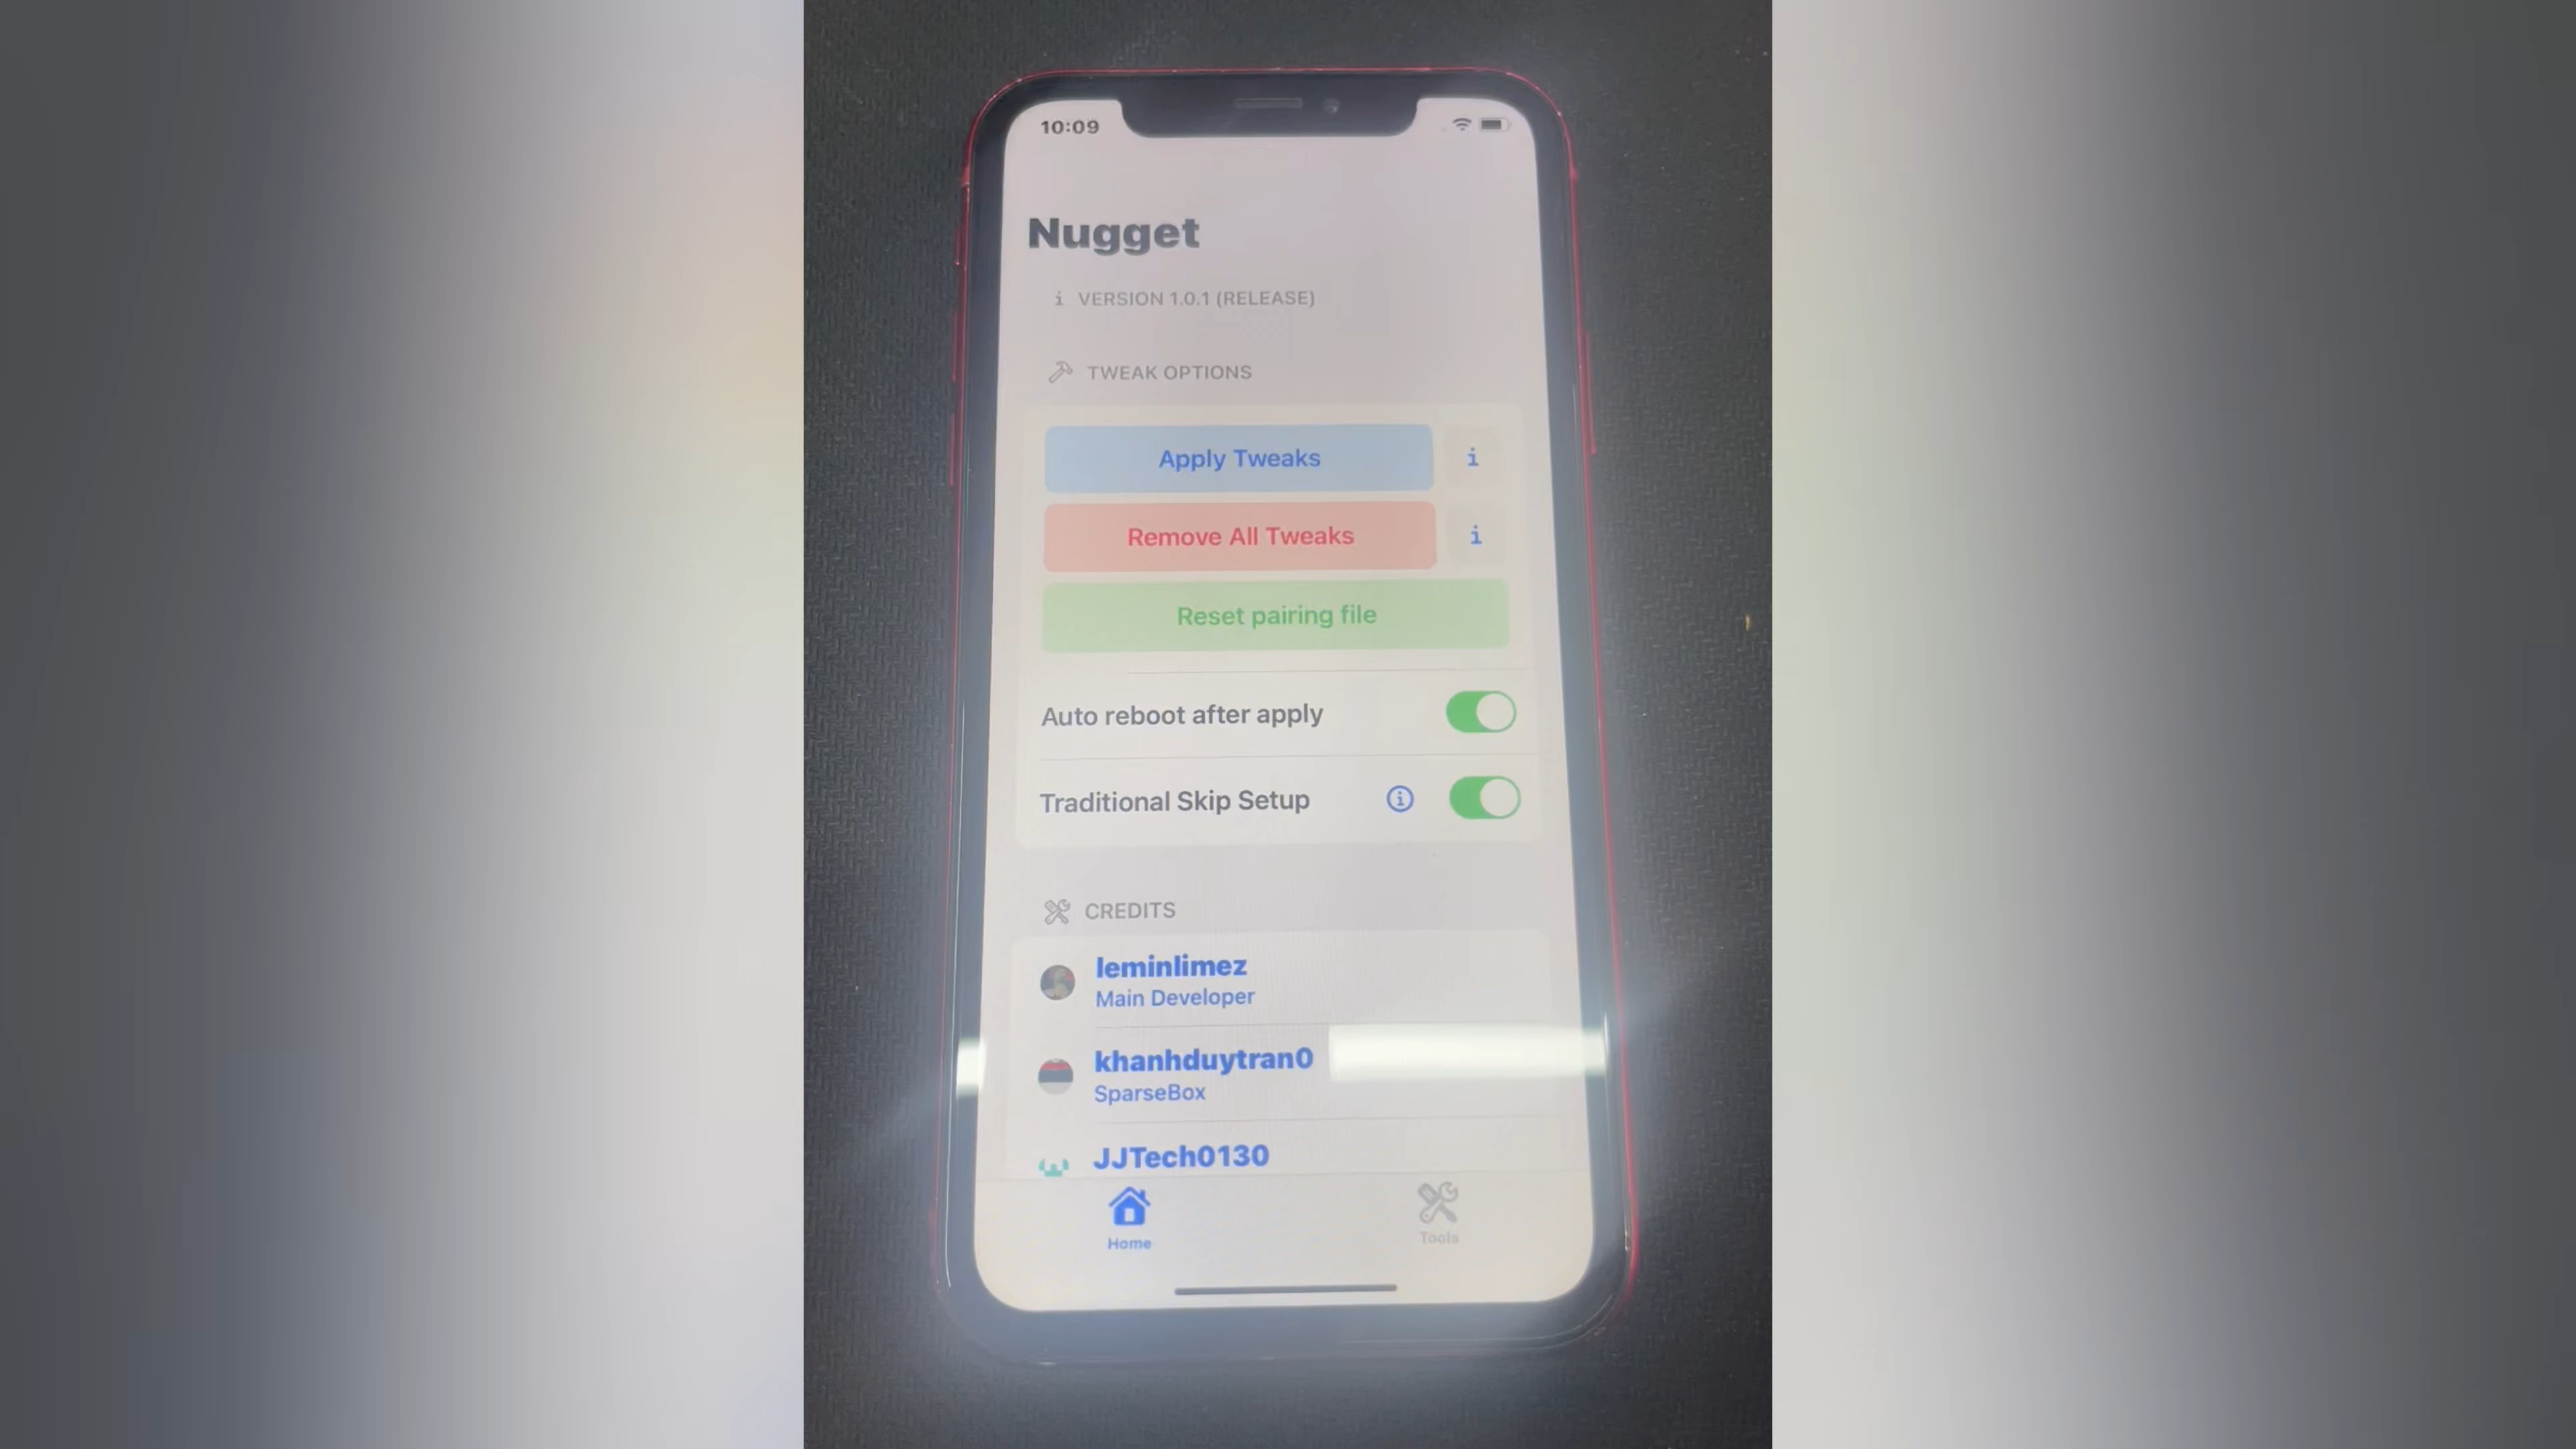 10:09
Nugget
i VERSION 1.0.1 (RELEASE)
TWEAK OPTIONS
Apply Tweaks i
Remove All Tweaks i
Reset pairing file
Auto reboot after apply
Traditional Skip Setup i
CREDITS
leminlimez
Main Developer
khanhduytran0
SparseBox
JJTech0130
Home Tools